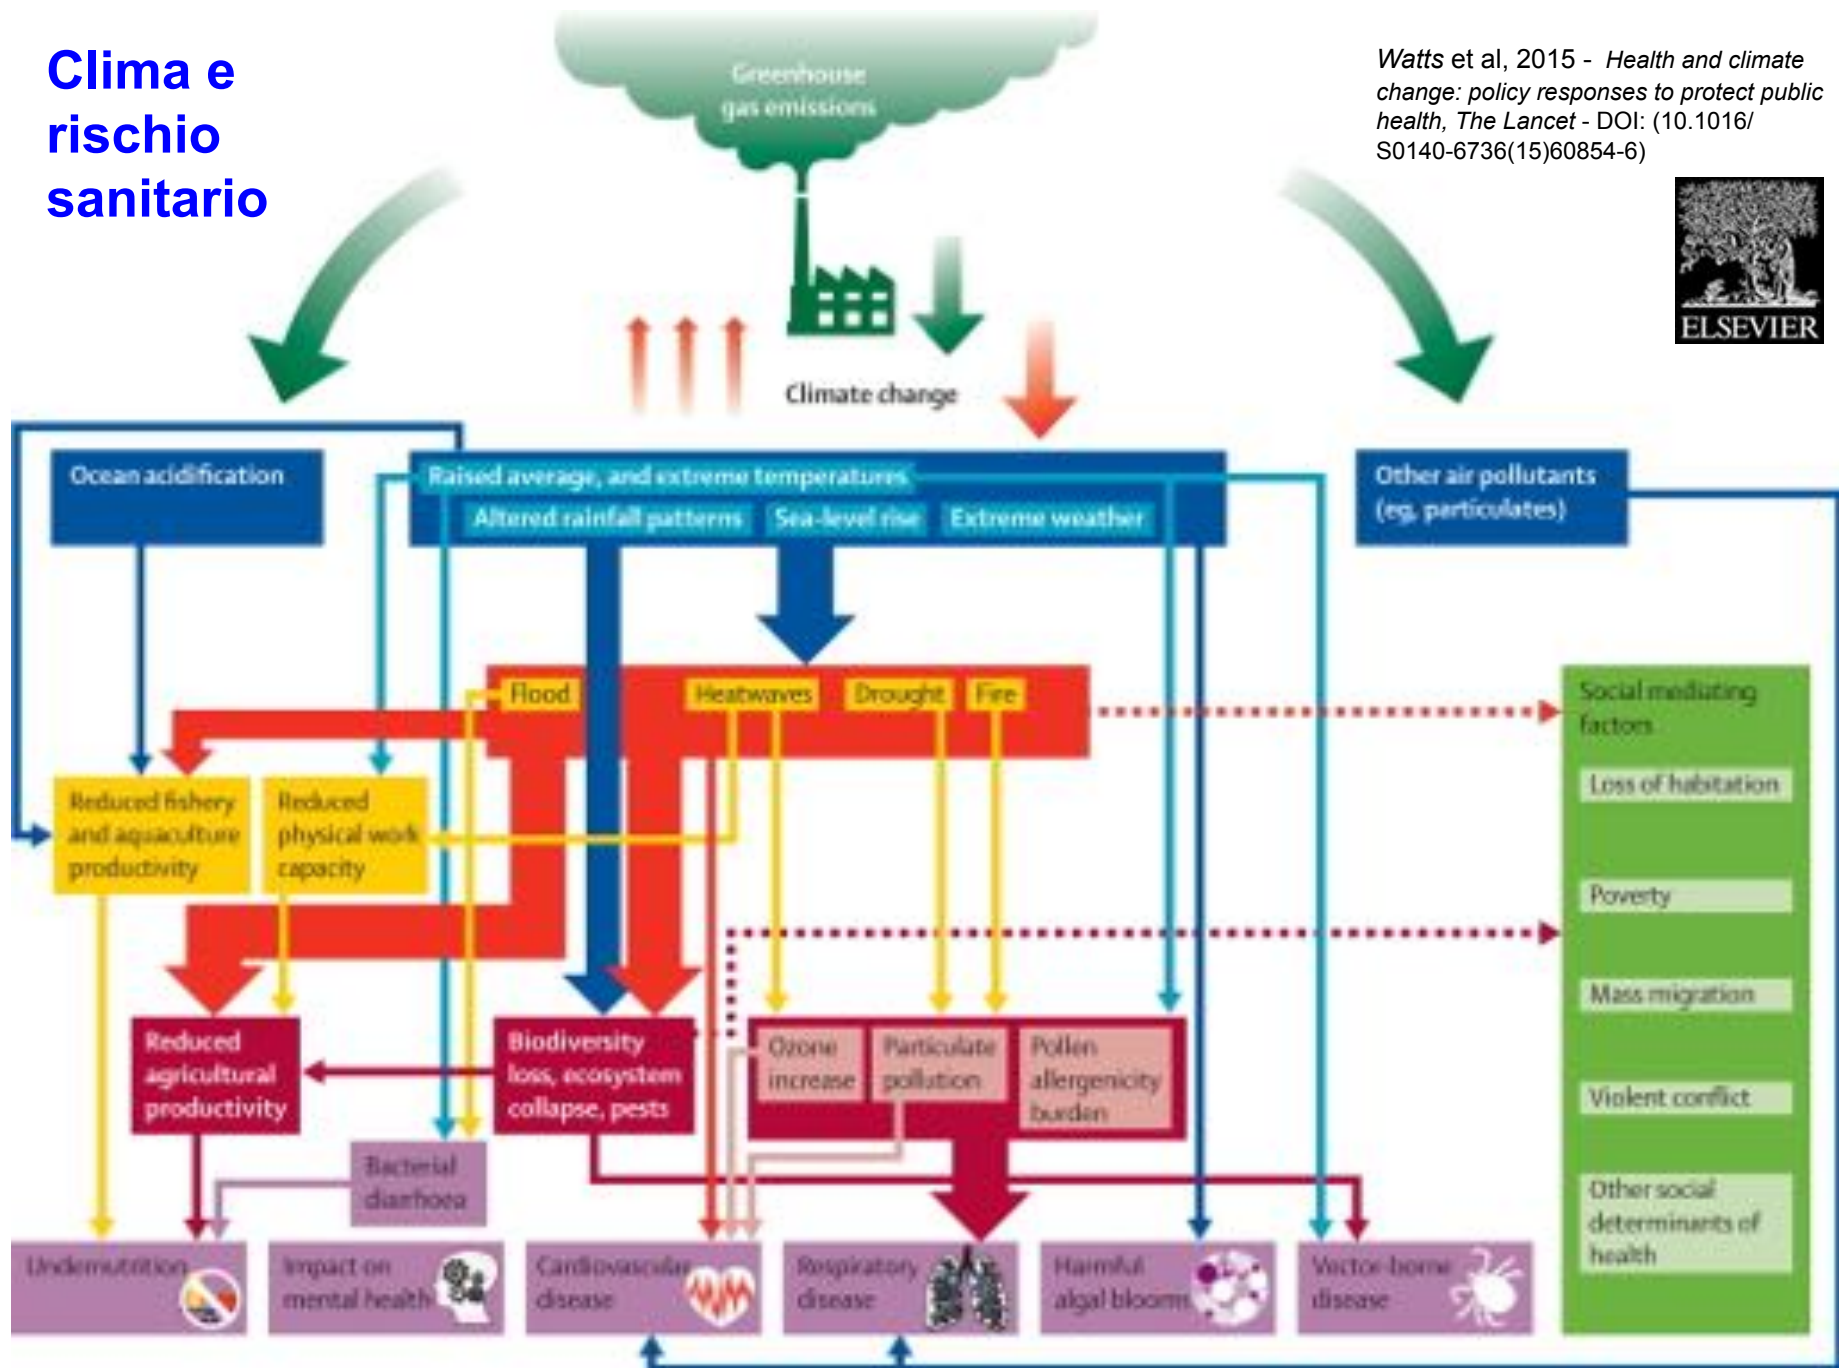 Clima e
rischio
sanitario
Greenhouse
gas emissions
Watts et al, 2015 - Health and climate
change: policy responses to protect public
health, The Lancet - DOI: (10.1016/
S0140-6736(15)60854-6)
ELSEVIER
Climate change
Ocean acidification
Raised average, and extreme temperatures
Altered rainfall patterns
Sea-level rise
Extreme weather
Other air pollutants
(eg, particulates)
Flood
Heatwaves
Drought
Fire
Social mediating
factors
Loss of habitation
Poverty
Mass migration
Violent conflict
Other social
determinants of
health
Reduced fishery
and aquaculture
productivity
Reduced
physical work
capacity
Reduced
agricultural
productivity
Biodiversity
loss, ecosystem
collapse, pests
Ozone
increase
Particulate
pollution
Pollen
allergenicity
burden
Bacterial
diarrhoea
Undernutrition
Impact on
mental health
Cardiovascular
disease
Respiratory
disease
Harmful
algal blooms
Vector-borne
disease